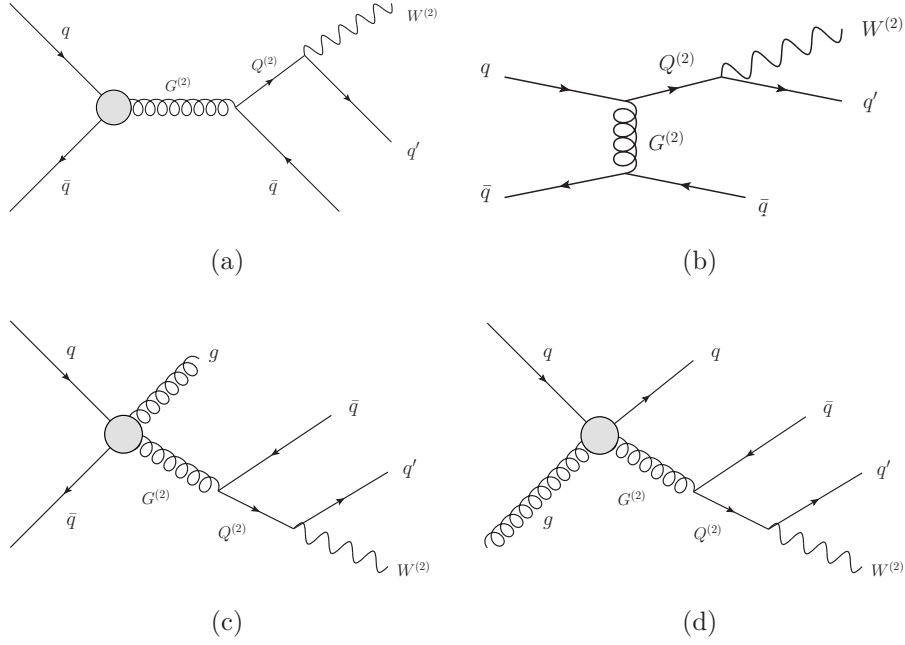 W^{(2)}
q
G^{(2)}
Q^{(2)}
q̄
q̄
q′
(a)
q
Q^{(2)}
W^{(2)}
q′
G^{(2)}
q̄
q̄
(b)
q
g
q̄
q̄
G^{(2)}
Q^{(2)}
q′
W^{(2)}
(c)
q
q
g
q̄
G^{(2)}
Q^{(2)}
q′
W^{(2)}
(d)